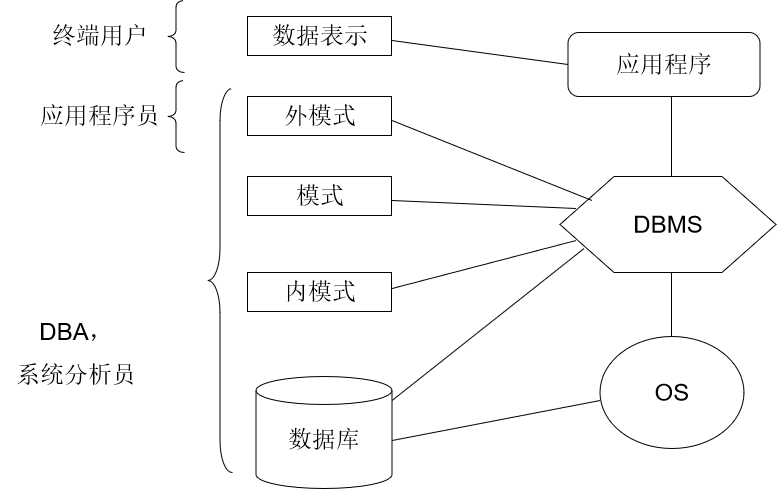 终端用户
数据表示
应用程序
应用程序员
外模式
模式
DBMS
内模式
DBA，
系统分析员
OS
数据库